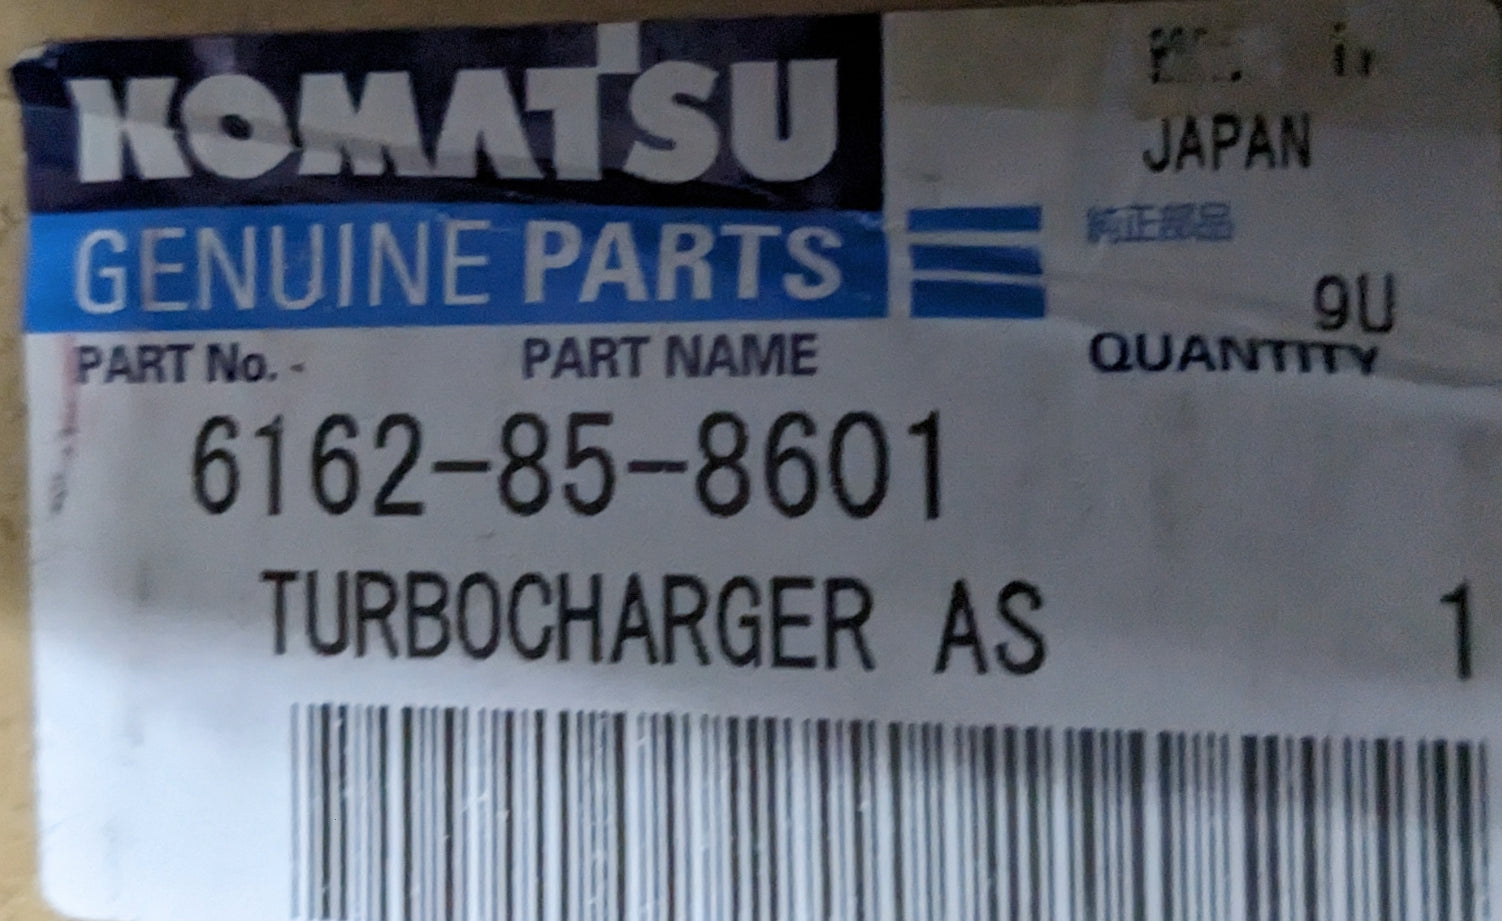 KOMATSU
JAPAN
GENUINE PARTS
純正部品
9U
PART No.
PART NAME
QUANTITY
6162-85-8601
TURBOCHARGER AS 1